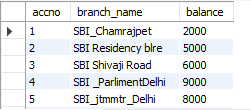 accno branch_name balance
1 SBI_Chamrajpet 2000
2 SBI Residency blre 5000
3 SBI Shivaji Road 6000
4 SBI _ParlimentDelhi 9000
5 SBI_jtmmtr_Delhi 8000